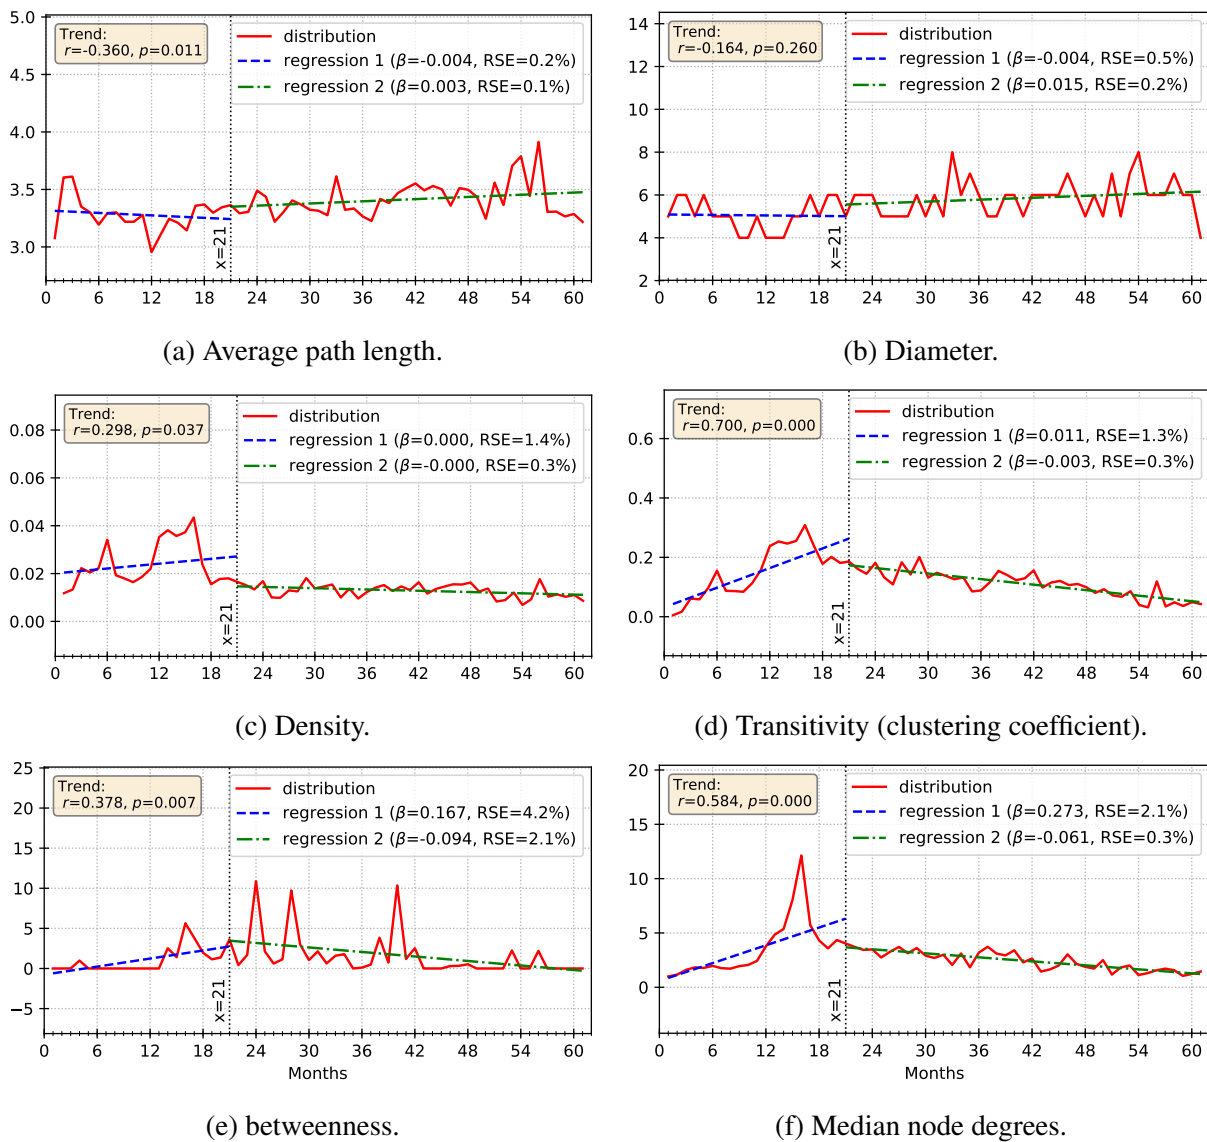 5.0
4.5
4.0
3.5
3.0
Trend:
r=-0.360, p=0.011
distribution
regression 1 (β=-0.004, RSE=0.2%)
regression 2 (β=0.003, RSE=0.1%)
x=21
0 6 12 18 24 30 36 42 48 54 60
(a) Average path length.
14
12
10
8
6
4
2
Trend:
r=-0.164, p=0.260
distribution
regression 1 (β=-0.004, RSE=0.5%)
regression 2 (β=0.015, RSE=0.2%)
x=21
0 6 12 18 24 30 36 42 48 54 60
(b) Diameter.
0.08
0.06
0.04
0.02
0.00
Trend:
r=0.298, p=0.037
distribution
regression 1 (β=0.000, RSE=1.4%)
regression 2 (β=-0.000, RSE=0.3%)
x=21
0 6 12 18 24 30 36 42 48 54 60
(c) Density.
0.6
0.4
0.2
0.0
Trend:
r=0.700, p=0.000
distribution
regression 1 (β=0.011, RSE=1.3%)
regression 2 (β=-0.003, RSE=0.3%)
x=21
0 6 12 18 24 30 36 42 48 54 60
(d) Transitivity (clustering coefficient).
25
20
15
10
5
0
−5
Trend:
r=0.378, p=0.007
distribution
regression 1 (β=0.167, RSE=4.2%)
regression 2 (β=-0.094, RSE=2.1%)
x=21
0 6 12 18 24 30 36 42 48 54 60
Months
(e) betweenness.
20
15
10
5
0
Trend:
r=0.584, p=0.000
distribution
regression 1 (β=0.273, RSE=2.1%)
regression 2 (β=-0.061, RSE=0.3%)
x=21
0 6 12 18 24 30 36 42 48 54 60
Months
(f) Median node degrees.